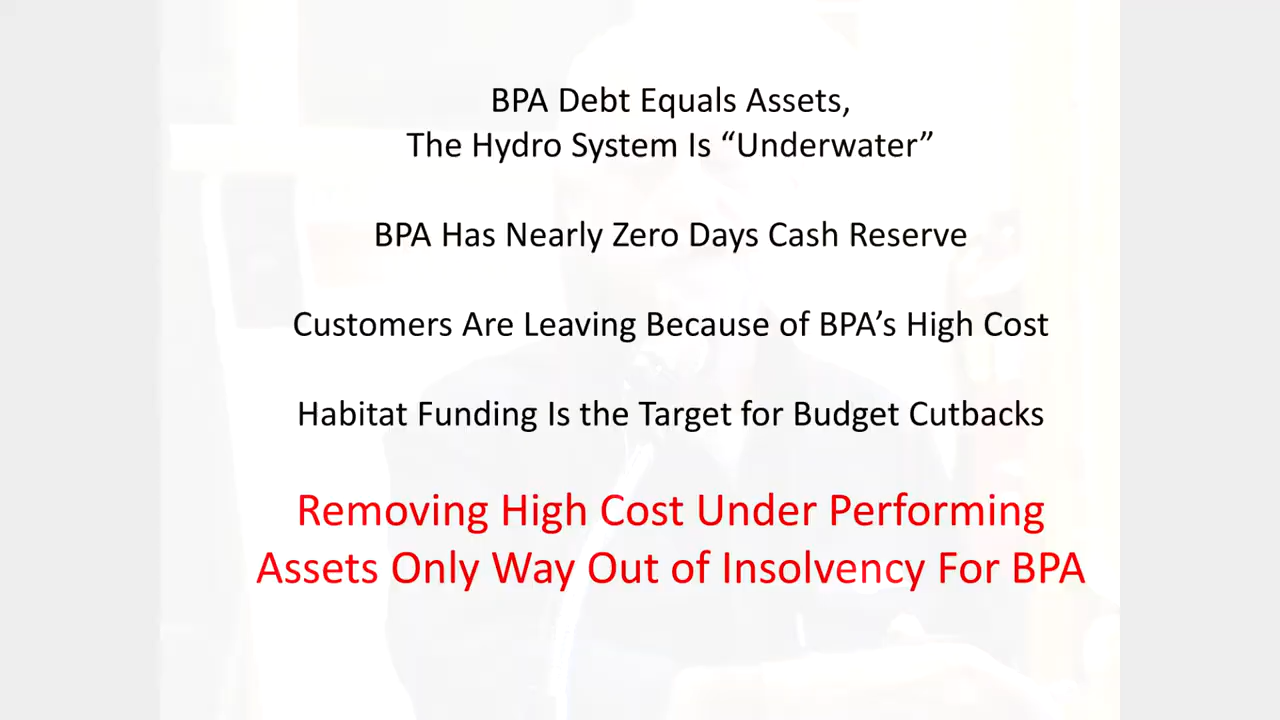 BPA Debt Equals Assets,
The Hydro System Is “Underwater”
BPA Has Nearly Zero Days Cash Reserve
Customers Are Leaving Because of BPA’s High Cost
Habitat Funding Is the Target for Budget Cutbacks
Removing High Cost Under Performing
Assets Only Way Out of Insolvency For BPA